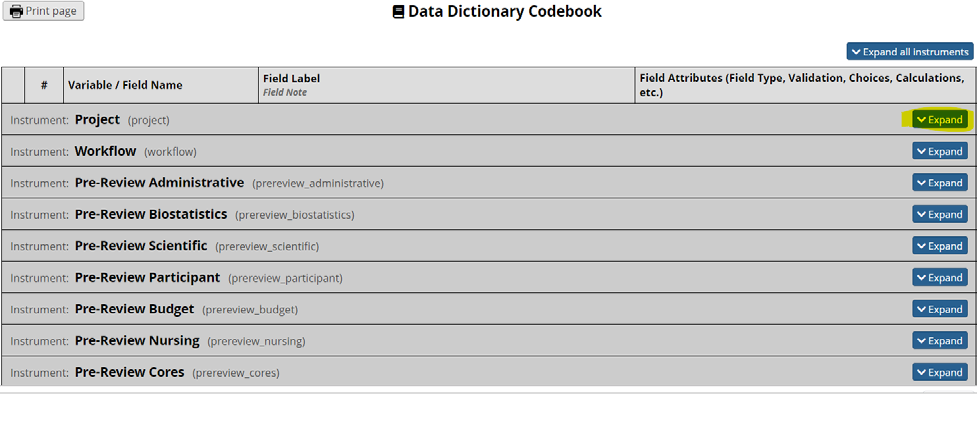 Print page
Data Dictionary Codebook
Expand all instruments
# Variable / Field Name Field Label Field Attributes (Field Type, Validation, Choices, Calculations,
Field Note etc.)
Instrument: Project (project) Expand
Instrument: Workflow (workflow) Expand
Instrument: Pre-Review Administrative (prereview_administrative) Expand
Instrument: Pre-Review Biostatistics (prereview_biostatistics) Expand
Instrument: Pre-Review Scientific (prereview_scientific) Expand
Instrument: Pre-Review Participant (prereview_participant) Expand
Instrument: Pre-Review Budget (prereview_budget) Expand
Instrument: Pre-Review Nursing (prereview_nursing) Expand
Instrument: Pre-Review Cores (prereview_cores) Expand